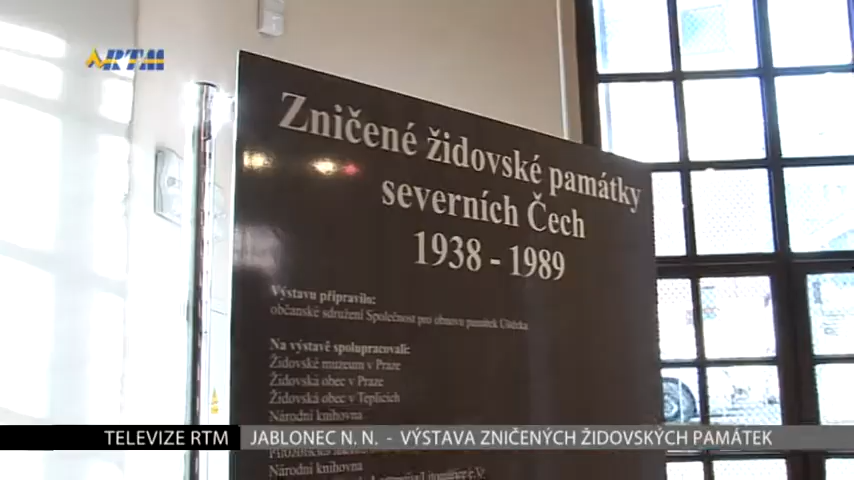 RTM
Zničené židovské památky
severních Čech
1938 - 1989
Výstavu připravilo:
občanské sdružení Společnost pro obnovu památek Úštěcka
Na výstavě spolupracovali:
Židovské muzeum v Praze
Židovská obec v Praze
Židovská obec v Teplicích
Národní knihovna
TELEVIZE RTM JABLONEC N. N. - VÝSTAVA ZNIČENÝCH ŽIDOVSKÝCH PAMÁTEK
Národní knihovna